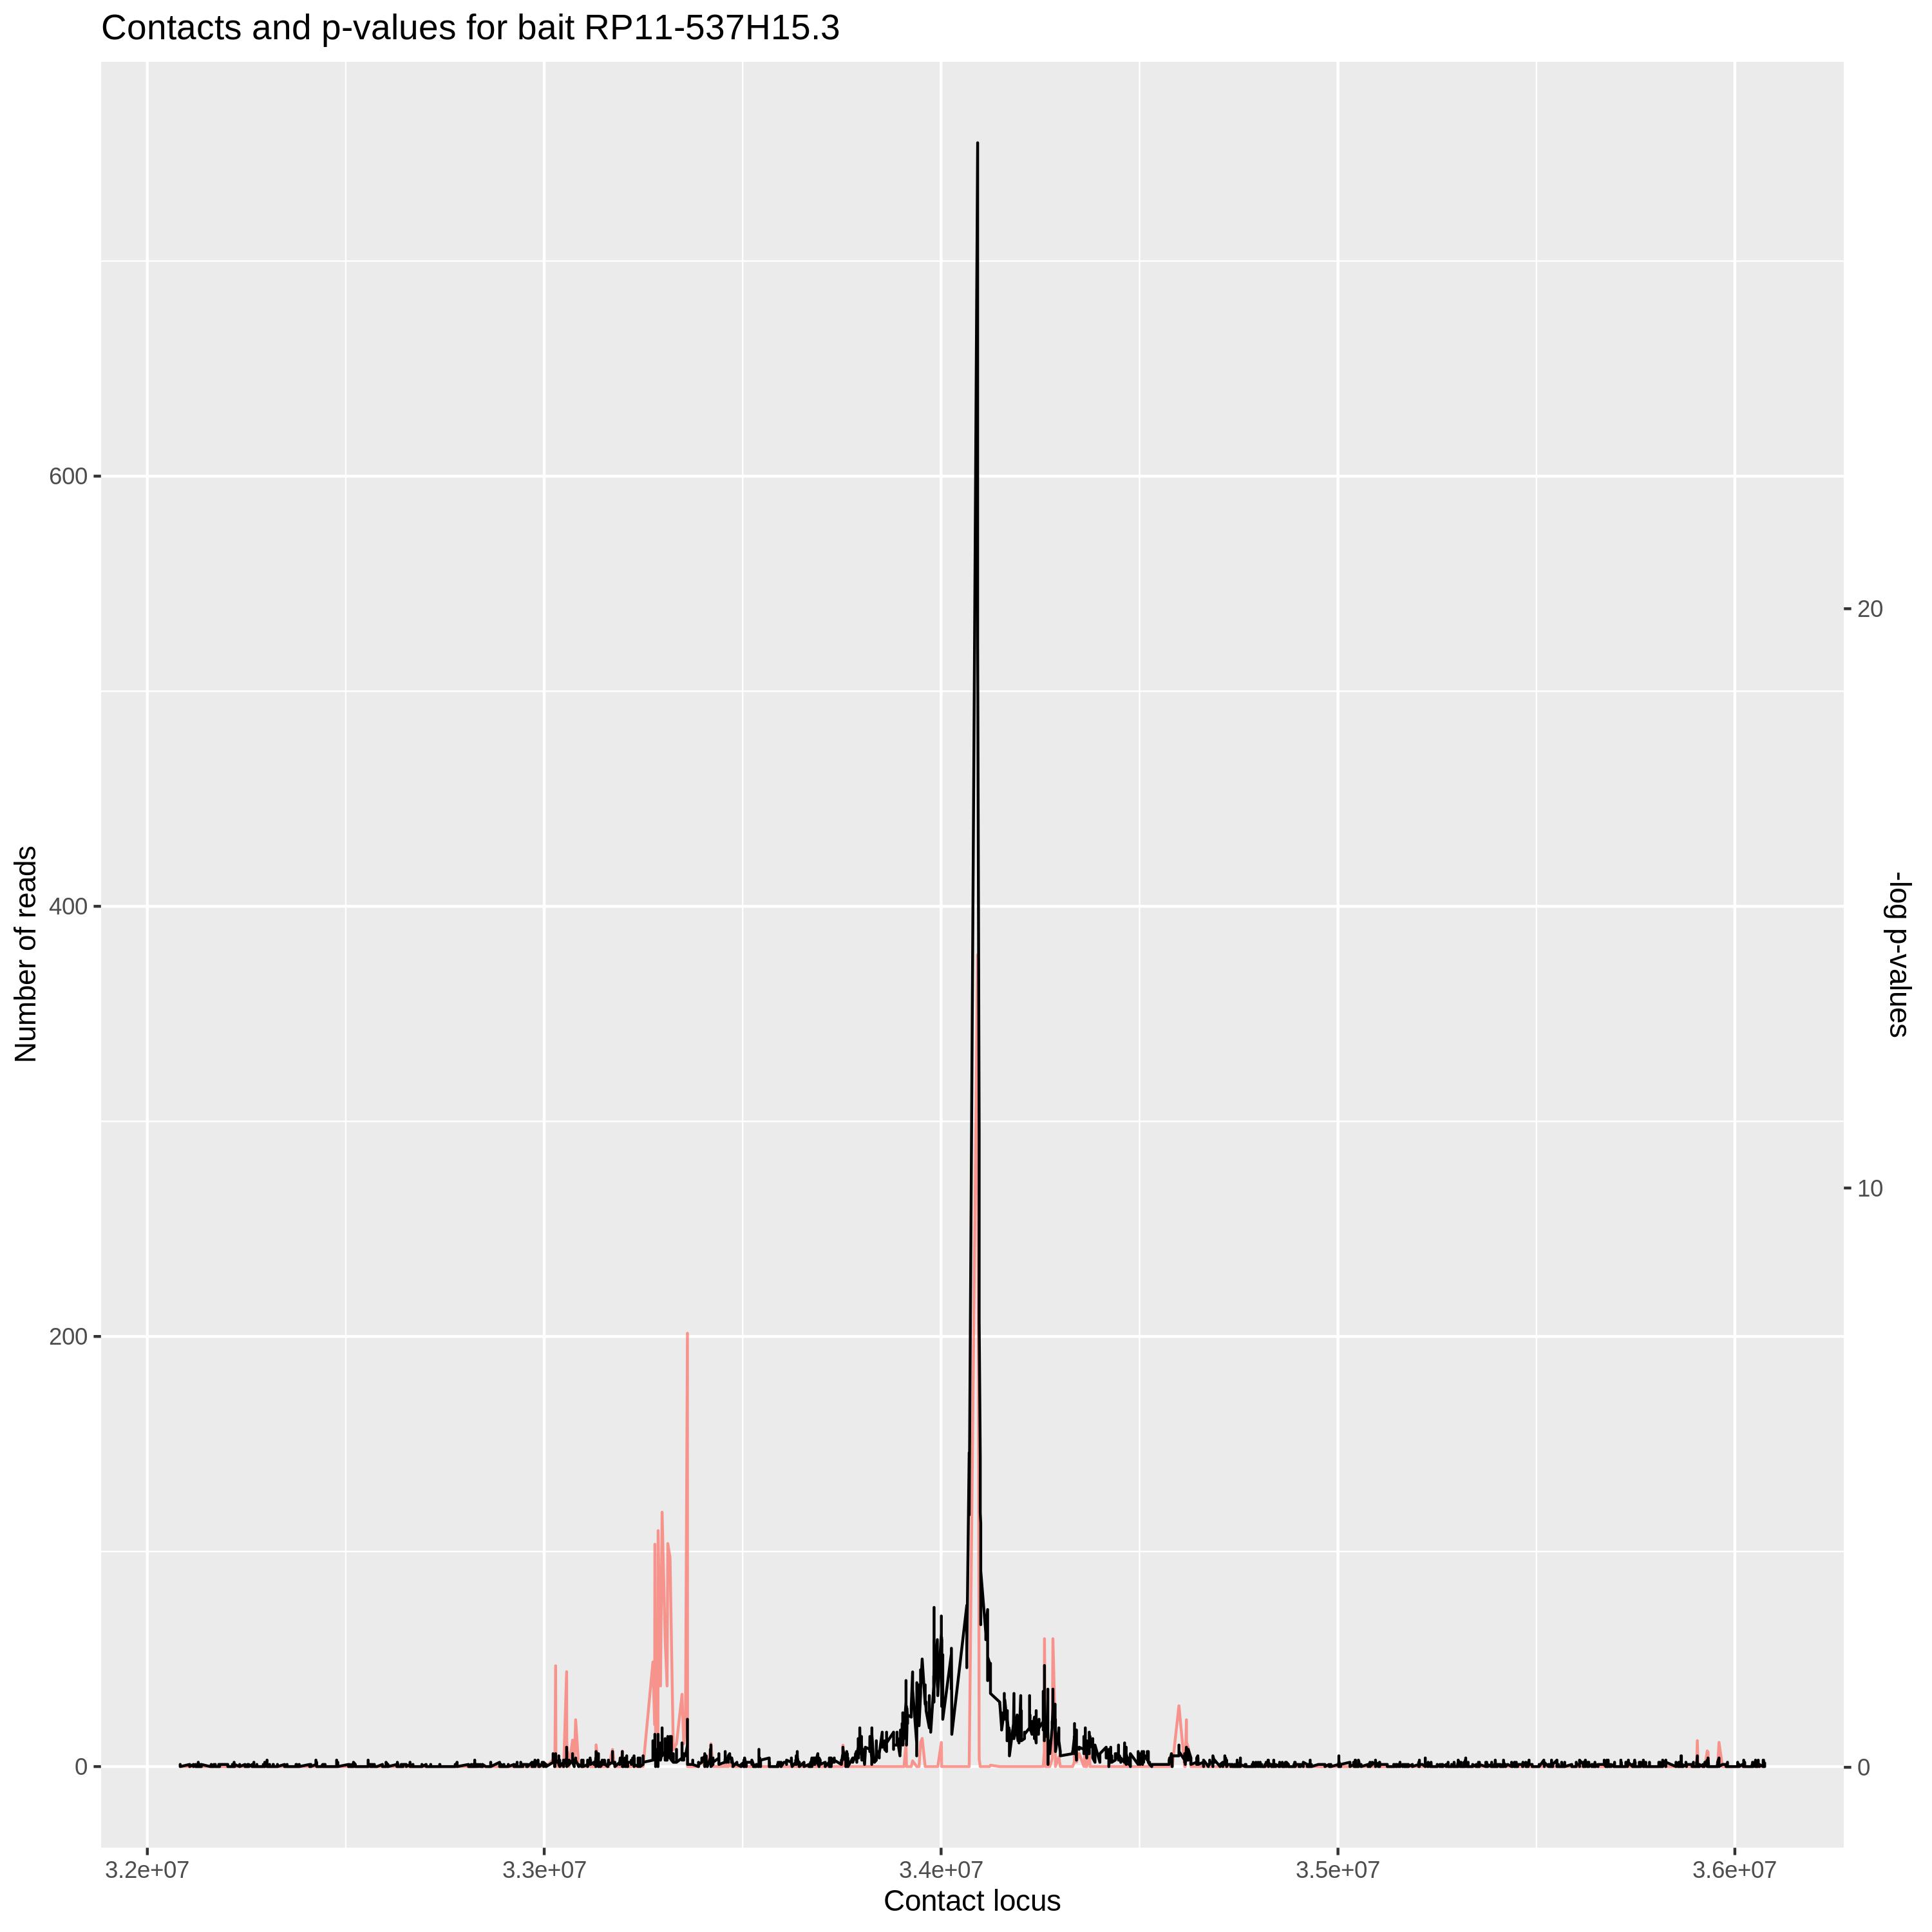 Contacts and p-values for bait RP11-537H15.3
600
400
200
0
Number of reads
20
10
0
-log p-values
3.2e+07
3.3e+07
3.4e+07
3.5e+07
3.6e+07
Contact locus